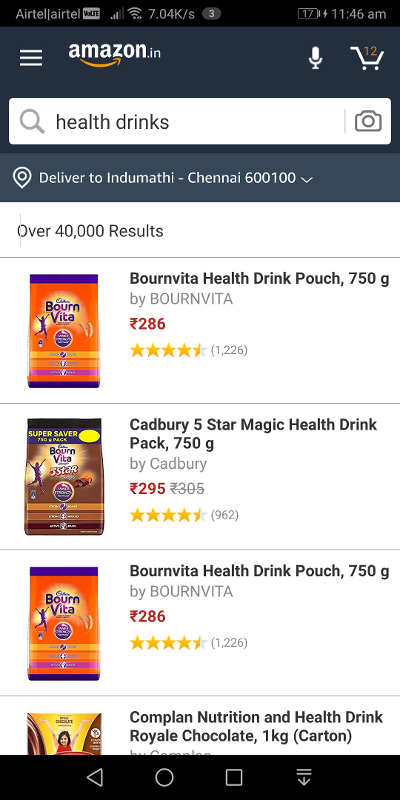 Airtel|airtel VoLTE 7.04K/s 3 17 11:46 am
amazon.in
12
health drinks
Deliver to Indumathi - Chennai 600100
Over 40,000 Results
Cadbury
Bourn
Vita
Bournvita Health Drink Pouch, 750 g
by BOURNVITA
₹286
(1,226)
SUPER SAVER
750 g PACK
Bourn
Vita
5Star
Cadbury 5 Star Magic Health Drink
Pack, 750 g
by Cadbury
₹295 ₹305
(962)
Cadbury
Bourn
Vita
Bournvita Health Drink Pouch, 750 g
by BOURNVITA
₹286
(1,226)
Complan Nutrition and Health Drink
Royale Chocolate, 1kg (Carton)
by Complan